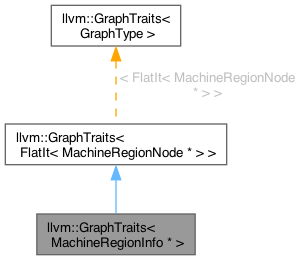 llvm::GraphTraits<
GraphType >
< FlatIt< MachineRegionNode
* > >
llvm::GraphTraits<
FlatIt< MachineRegionNode * > >
llvm::GraphTraits<
MachineRegionInfo * >